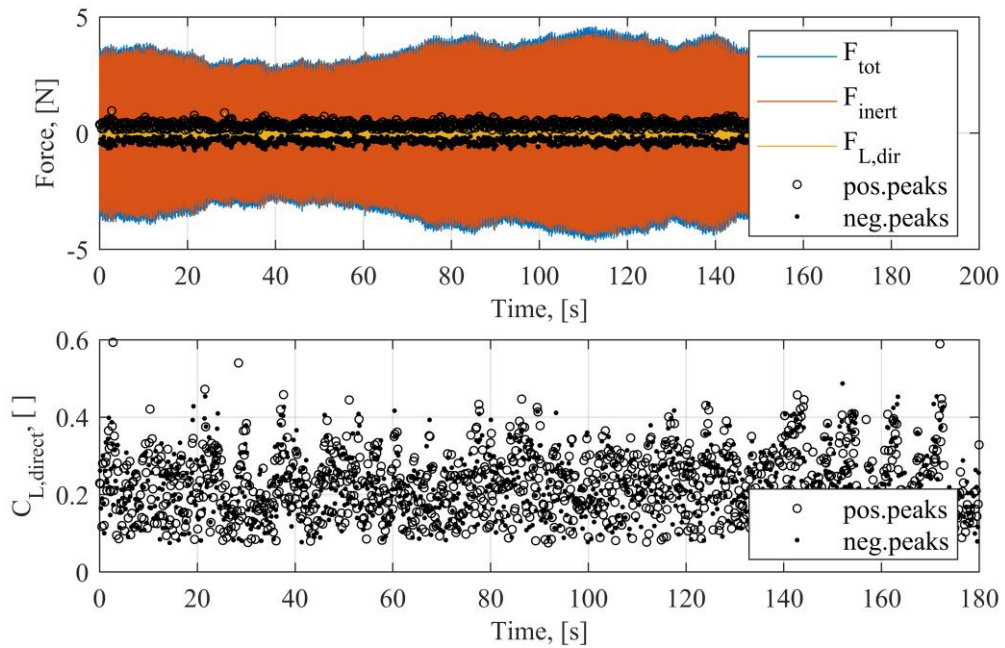 5
0
-5
Force, [N]
F_tot
F_inert
F_L,dir
pos.peaks
neg.peaks
0 20 40 60 80 100 120 140 160 180 200
Time, [s]
0.6
0.4
0.2
0
C_L,direct, [ ]
pos.peaks
neg.peaks
0 20 40 60 80 100 120 140 160 180
Time, [s]